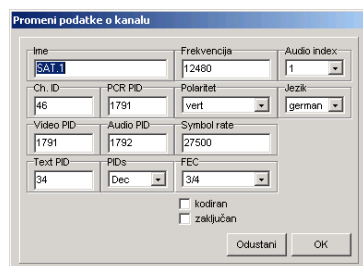 Promeni podatke o kanalu
Ime Frekvencija Audio index
SAT.1 12480 1
Ch. ID PCR PID Polaritet Jezik
46 1791 vert german
Video PID Audio PID Symbol rate
1791 1792 27500
Text PID PIDs FEC
34 Dec 3/4
kodiran
zaključan
Odustani OK